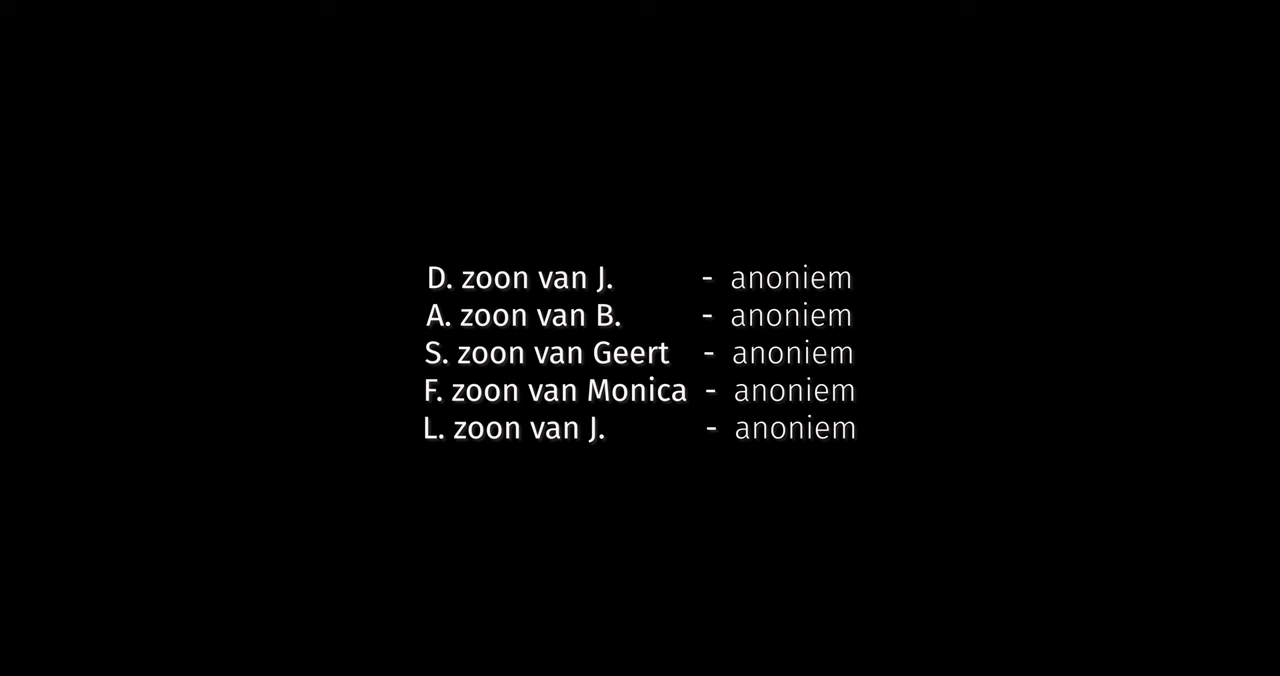 D. zoon van J. - anoniem
A. zoon van B. - anoniem
S. zoon van Geert - anoniem
F. zoon van Monica - anoniem
L. zoon van J. - anoniem